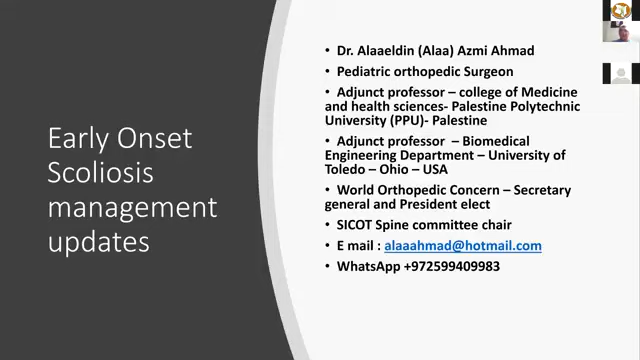 Early Onset
Scoliosis
management
updates
• Dr. Alaaeldin (Alaa) Azmi Ahmad
• Pediatric orthopedic Surgeon
• Adjunct professor – college of Medicine
and health sciences- Palestine Polytechnic
University (PPU)- Palestine
• Adjunct professor – Biomedical
Engineering Department – University of
Toledo – Ohio – USA
• World Orthopedic Concern – Secretary
general and President elect
• SICOT Spine committee chair
• E mail : alaaahmad@hotmail.com
• WhatsApp +972599409983